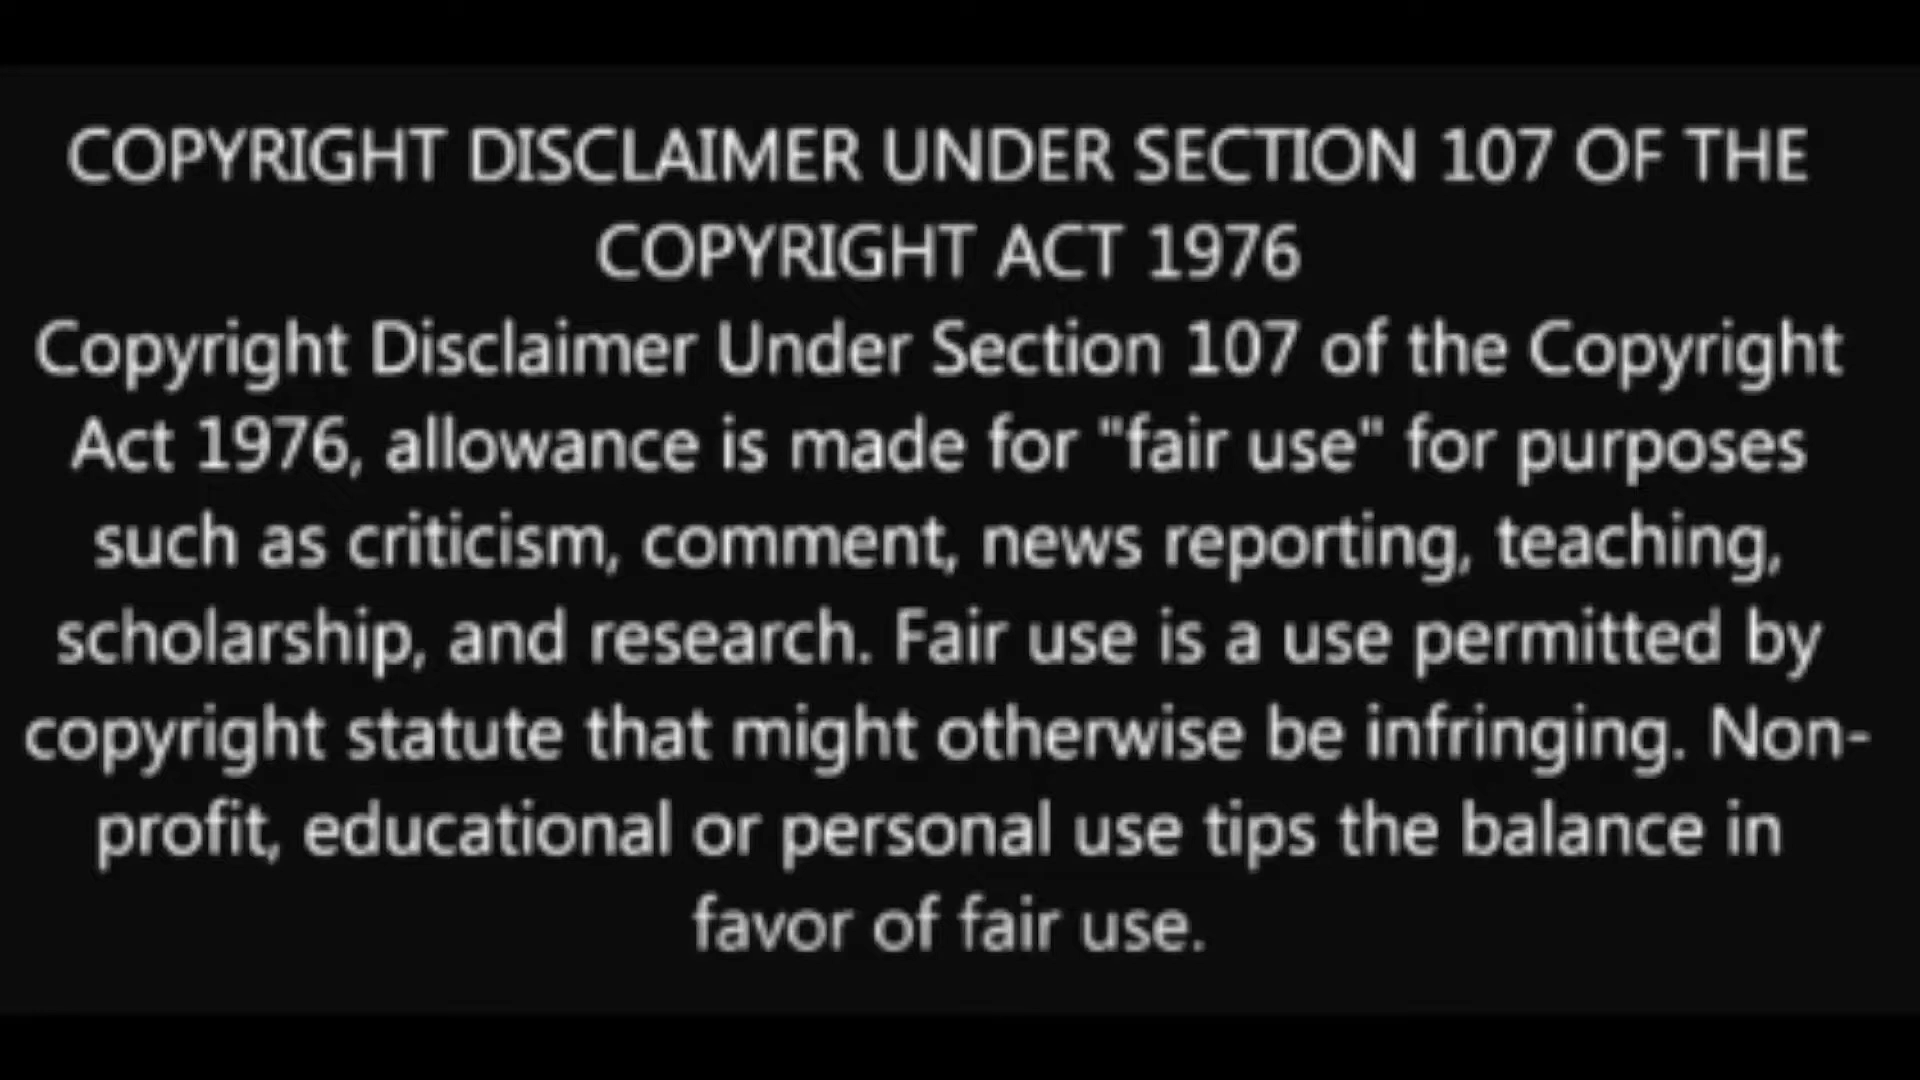 COPYRIGHT DISCLAIMER UNDER SECTION 107 OF THE
COPYRIGHT ACT 1976
Copyright Disclaimer Under Section 107 of the Copyright
Act 1976, allowance is made for "fair use" for purposes
such as criticism, comment, news reporting, teaching,
scholarship, and research. Fair use is a use permitted by
copyright statute that might otherwise be infringing. Non-
profit, educational or personal use tips the balance in
favor of fair use.